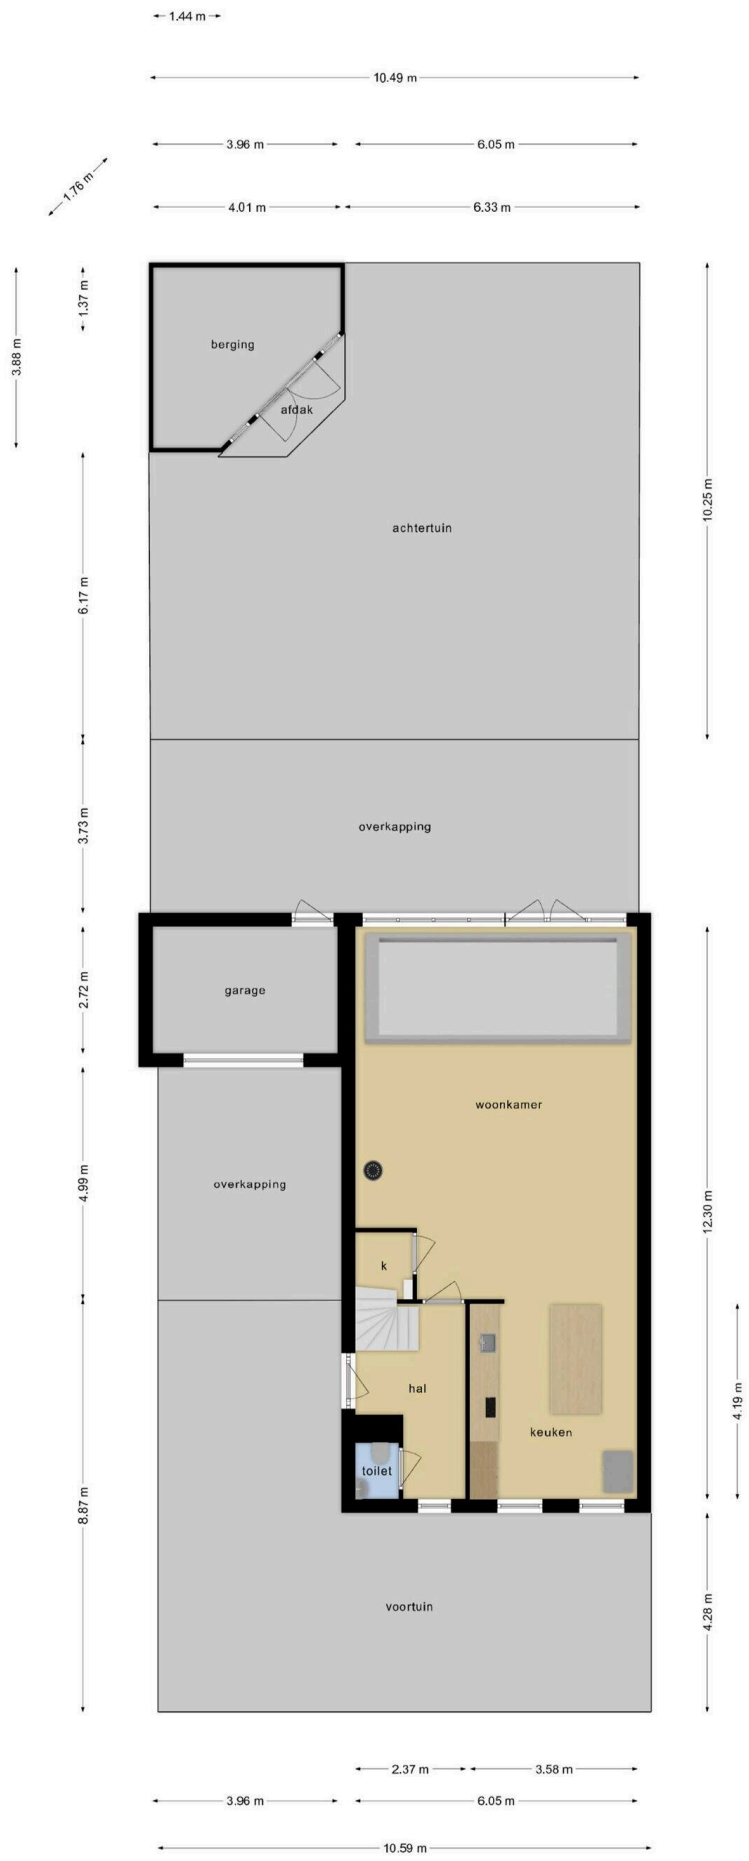 1.44 m
10.49 m
3.96 m
6.05 m
1.76 m
4.01 m
6.33 m
1.37 m
3.88 m
berging
afdak
10.25 m
achtertuin
6.17 m
3.73 m
overkapping
2.72 m
garage
woonkamer
4.99 m
overkapping
12.30 m
k
hal
4.19 m
keuken
toilet
8.87 m
voortuin
4.28 m
2.37 m
3.58 m
3.96 m
6.05 m
10.59 m